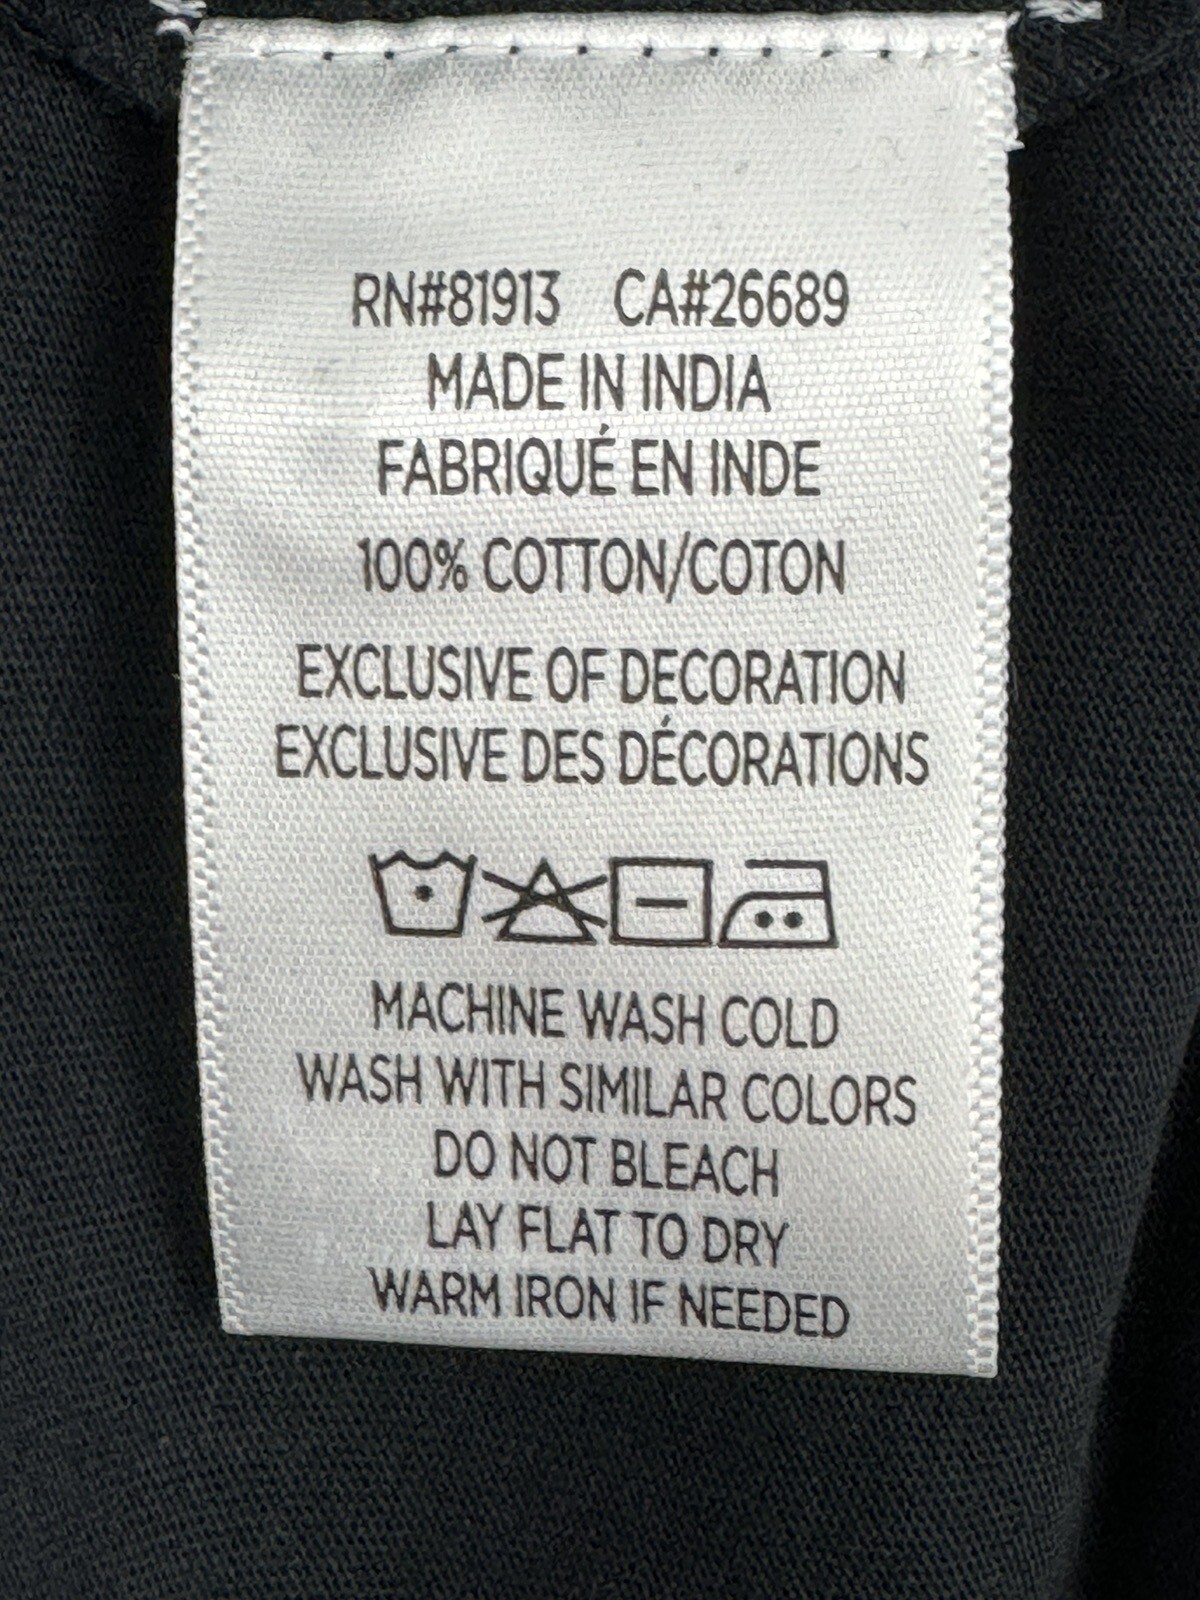 RN#81913 CA#26689
MADE IN INDIA
FABRIQUÉ EN INDE
100% COTTON/COTON
EXCLUSIVE OF DECORATION
EXCLUSIVE DES DÉCORATIONS
MACHINE WASH COLD
WASH WITH SIMILAR COLORS
DO NOT BLEACH
LAY FLAT TO DRY
WARM IRON IF NEEDED